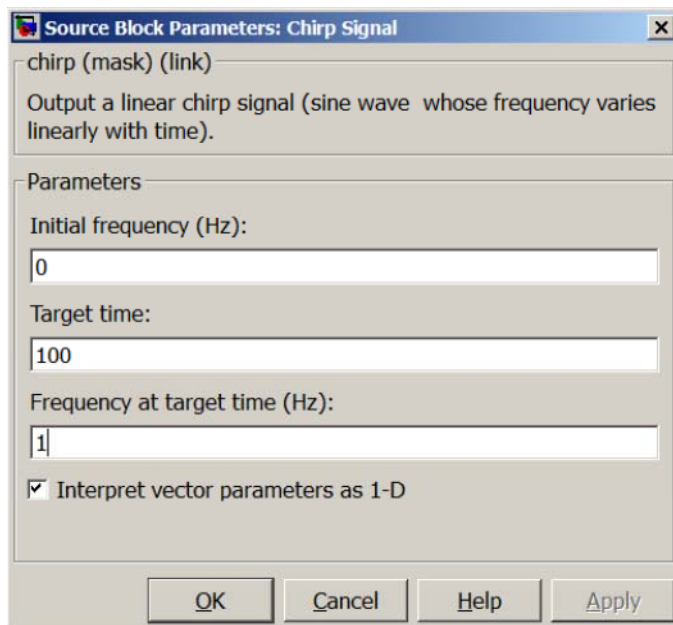 Source Block Parameters: Chirp Signal
chirp (mask) (link)
Output a linear chirp signal (sine wave whose frequency varies
linearly with time).
Parameters
Initial frequency (Hz):
0
Target time:
100
Frequency at target time (Hz):
1
Interpret vector parameters as 1-D
OK Cancel Help Apply